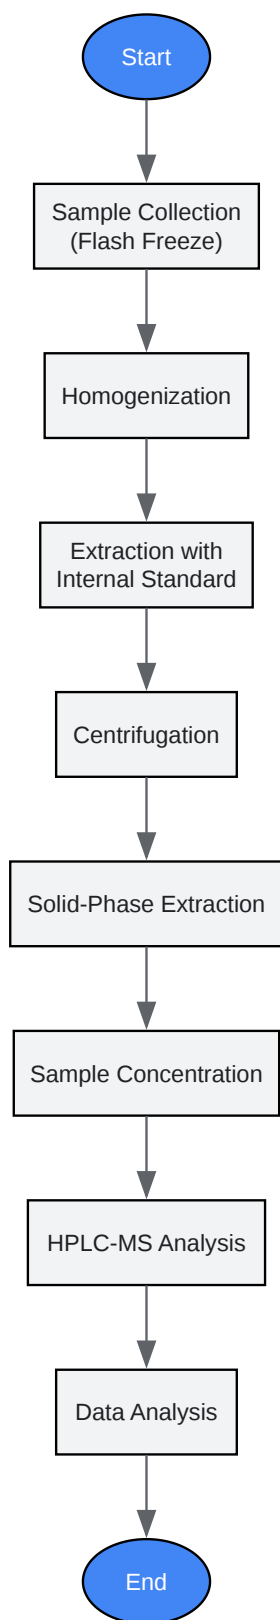 Start
Sample Collection
(Flash Freeze)
Homogenization
Extraction with
Internal Standard
Centrifugation
Solid-Phase Extraction
Sample Concentration
HPLC-MS Analysis
Data Analysis
End